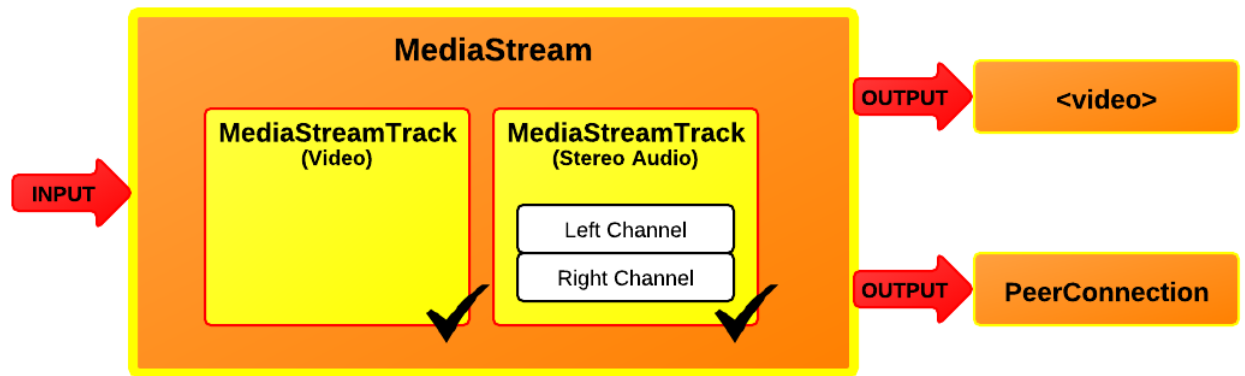 MediaStream
MediaStreamTrack
(Video)
MediaStreamTrack
(Stereo Audio)
Left Channel
Right Channel
INPUT
OUTPUT
<video>
OUTPUT
PeerConnection